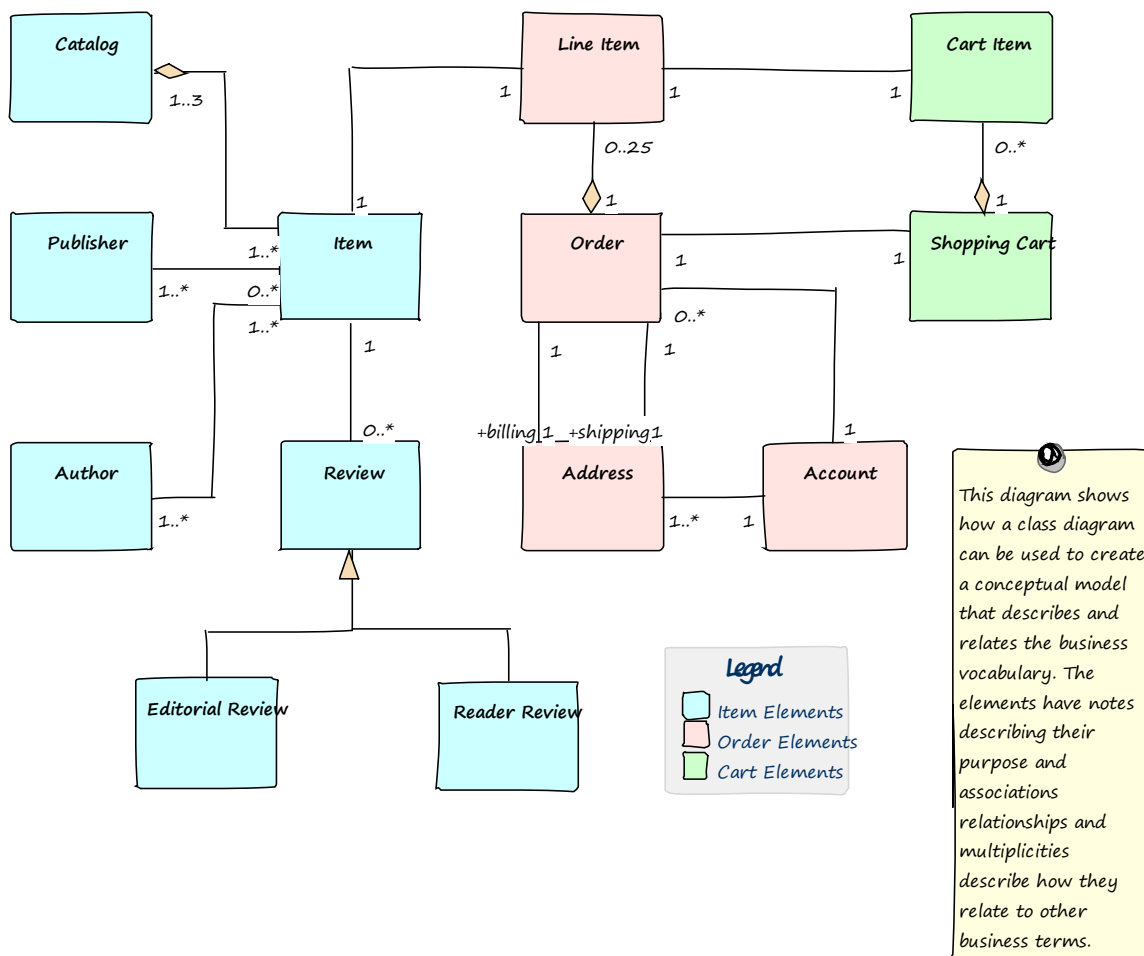 Catalog
Line Item
Cart Item
1..3
1
1
1
0..25
0..*
1
1
1
Publisher
Item
Order
Shopping Cart
1..*
1
1
1..*
0..*
0..*
1..*
1
1
1
+billing 1
+shipping 1
0..*
1
Author
Review
Address
Account
1..*
1..*
1
Editorial Review
Reader Review
Legend
Item Elements
Order Elements
Cart Elements
This diagram shows
how a class diagram
can be used to create
a conceptual model
that describes and
relates the business
vocabulary. The
elements have notes
describing their
purpose and
associations
relationships and
multiplicities
describe how they
relate to other
business terms.